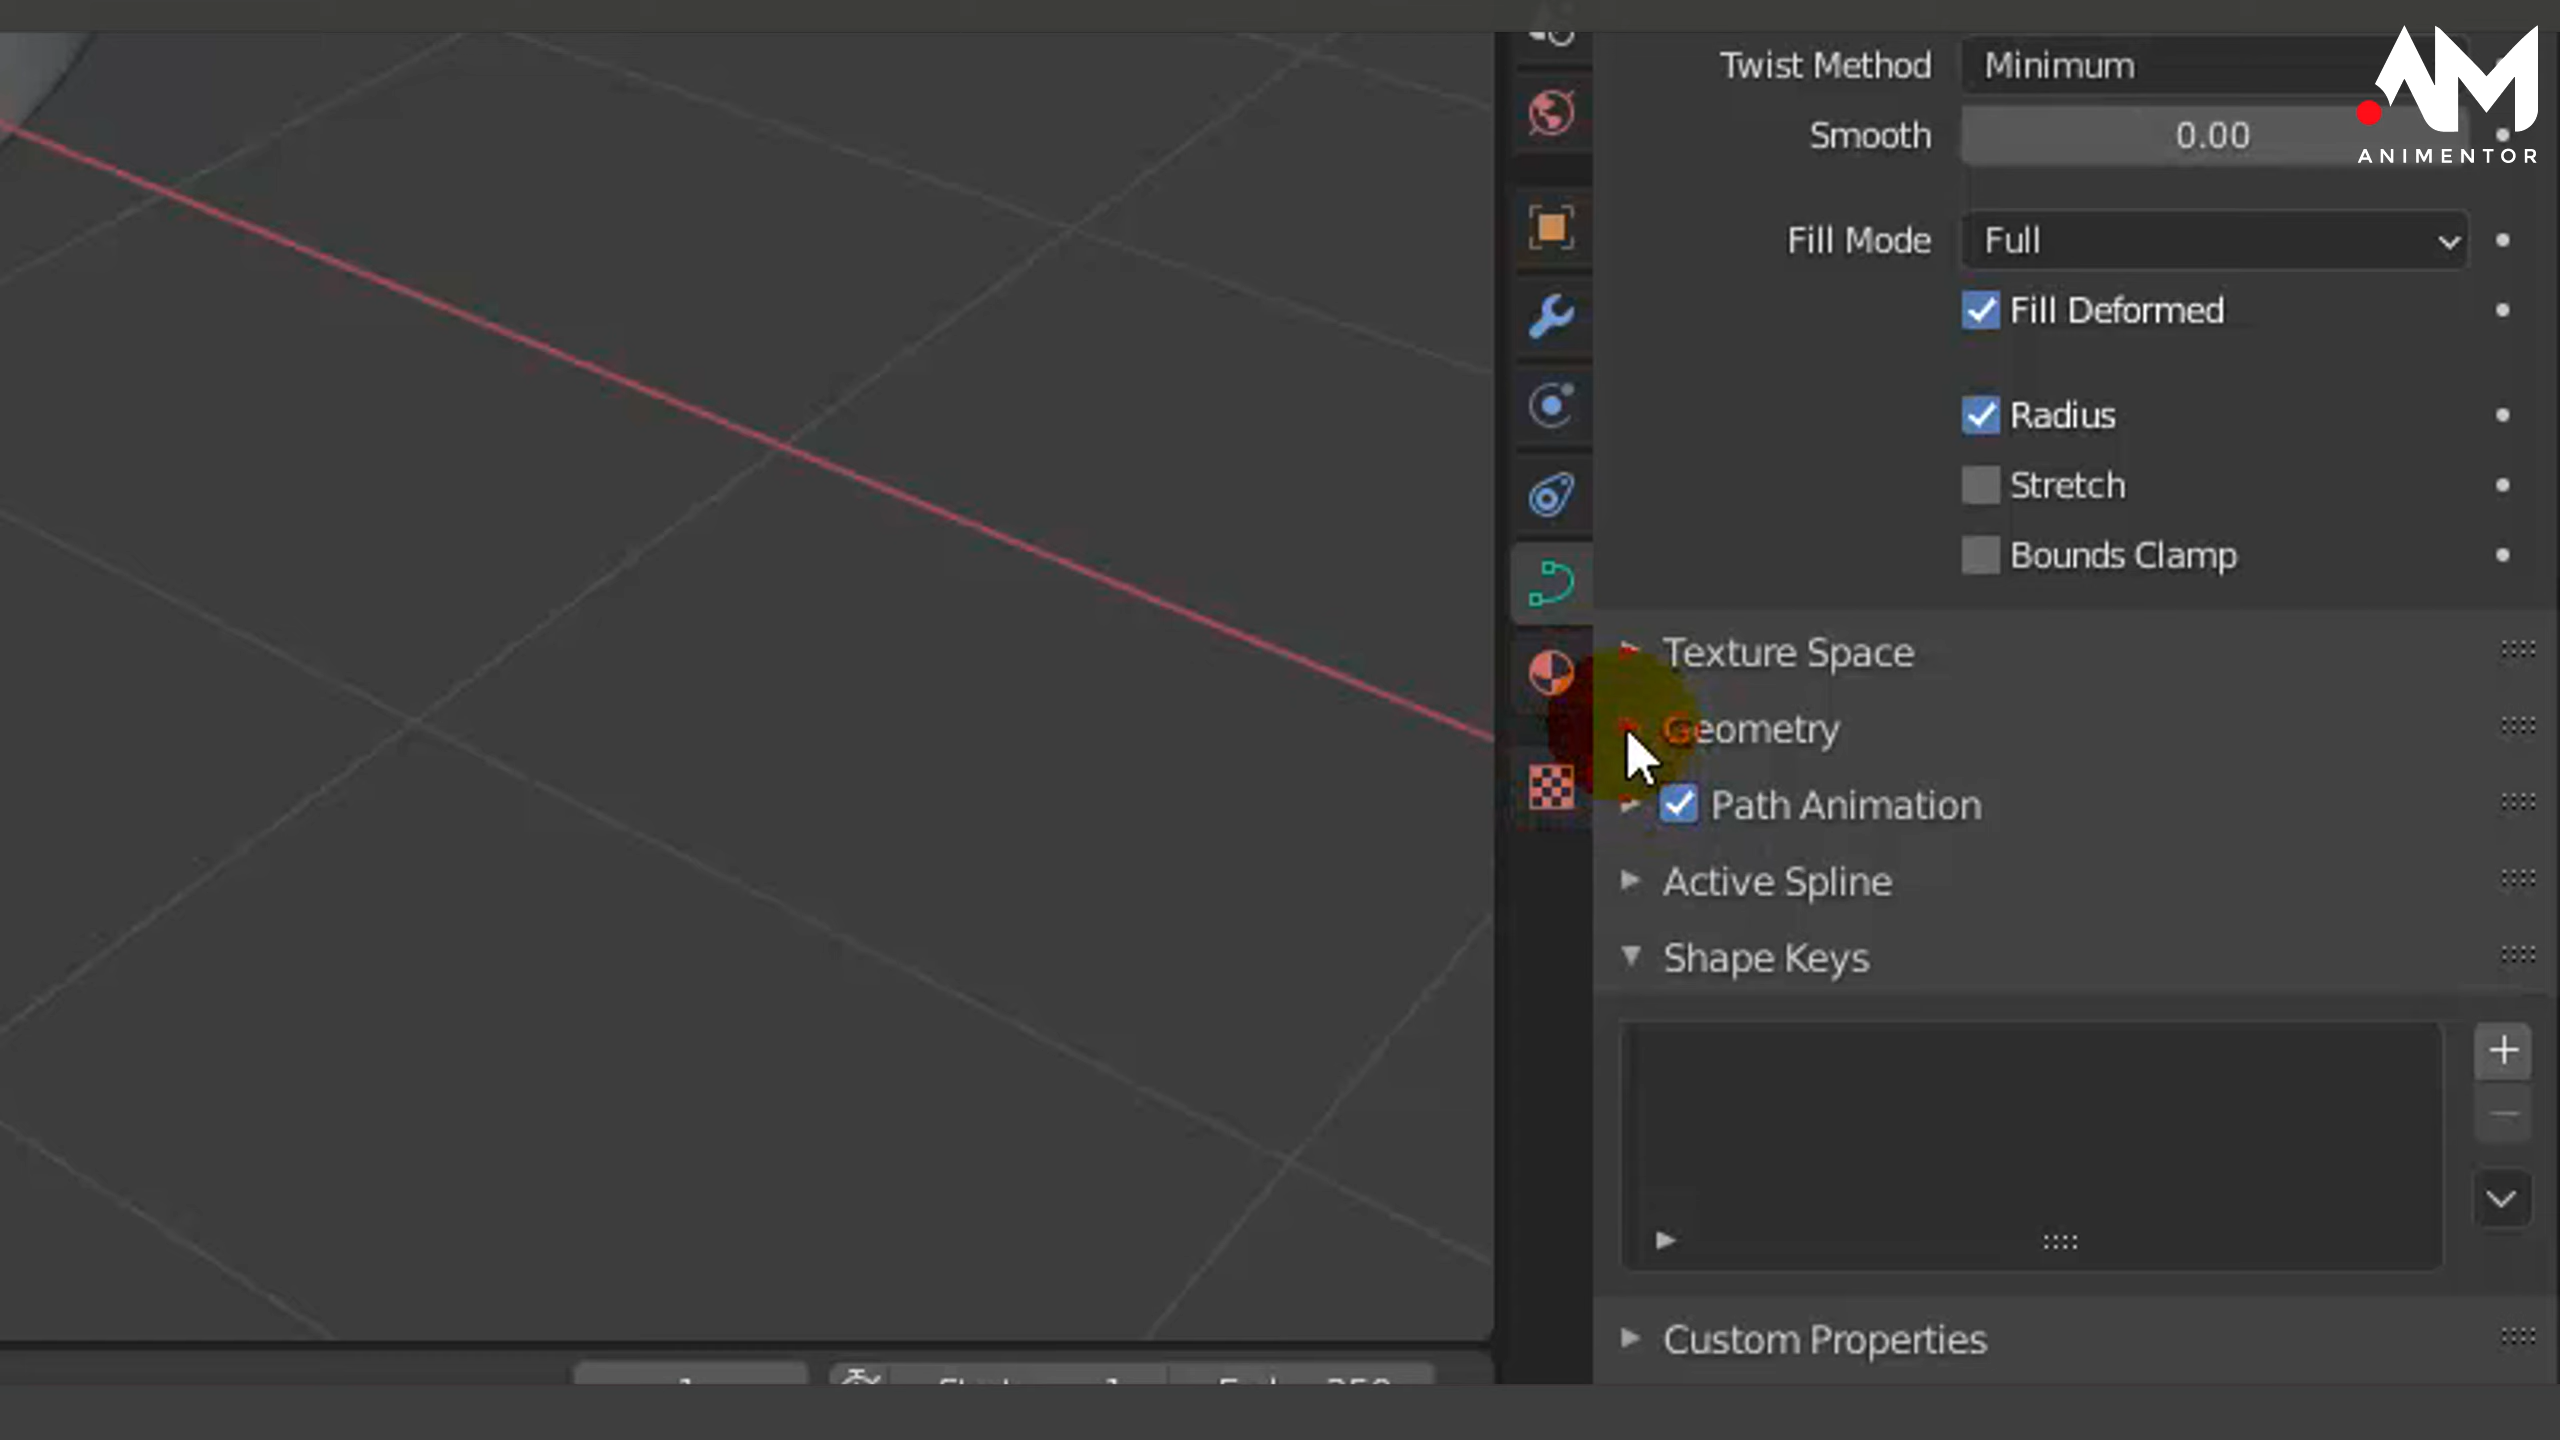 Twist Method Minimum
Smooth 0.00
ANIMENTOR
Fill Mode Full
Fill Deformed
Radius
Stretch
Bounds Clamp
Texture Space
Geometry
Path Animation
Active Spline
Shape Keys
Custom Properties